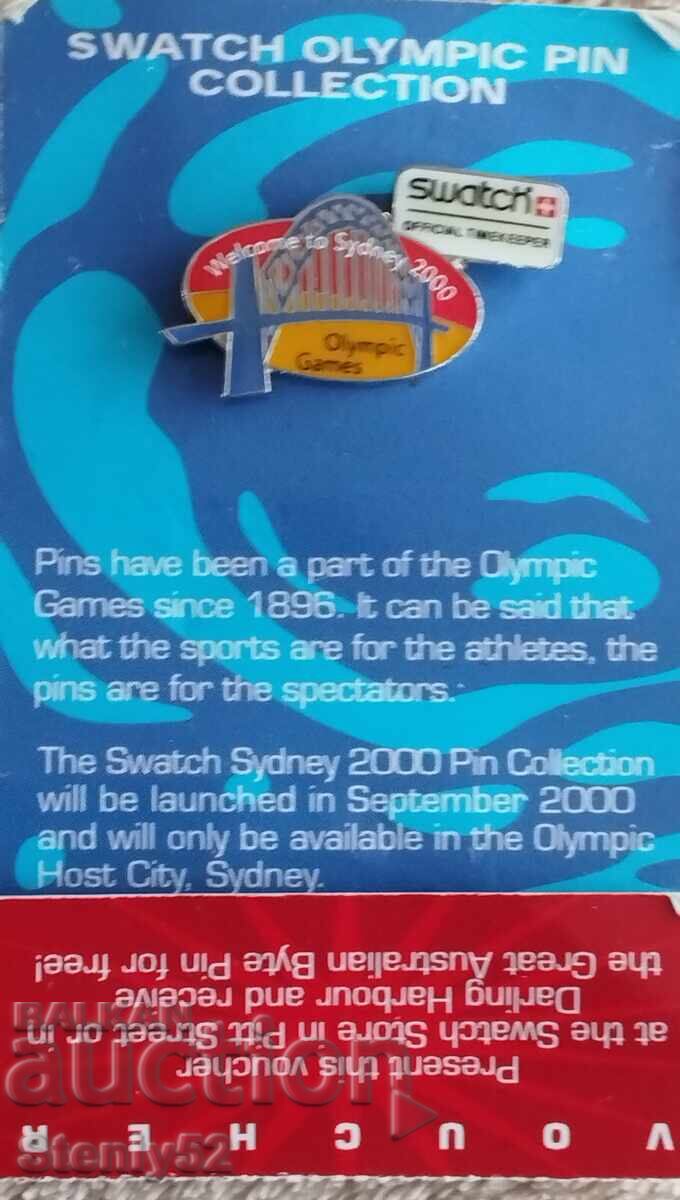 SWATCH OLYMPIC PIN
COLLECTION
swatch
OFFICIAL TIMEKEEPER
Welcome to Sydney 2000
Olympic
Games
Pins have been a part of the Olympic
Games since 1896. It can be said that
what the sports are for the athletes, the
pins are for the spectators.
The Swatch Sydney 2000 Pin Collection
will be launched in September 2000
and will only be available in the Olympic
Host City, Sydney.
VOUCHER
Present this voucher
at the Swatch Store in Pitt Street or in
Darling Harbour and receive
the Great Australian Byte Pin for free!
BALKAN
auction
Stenly52